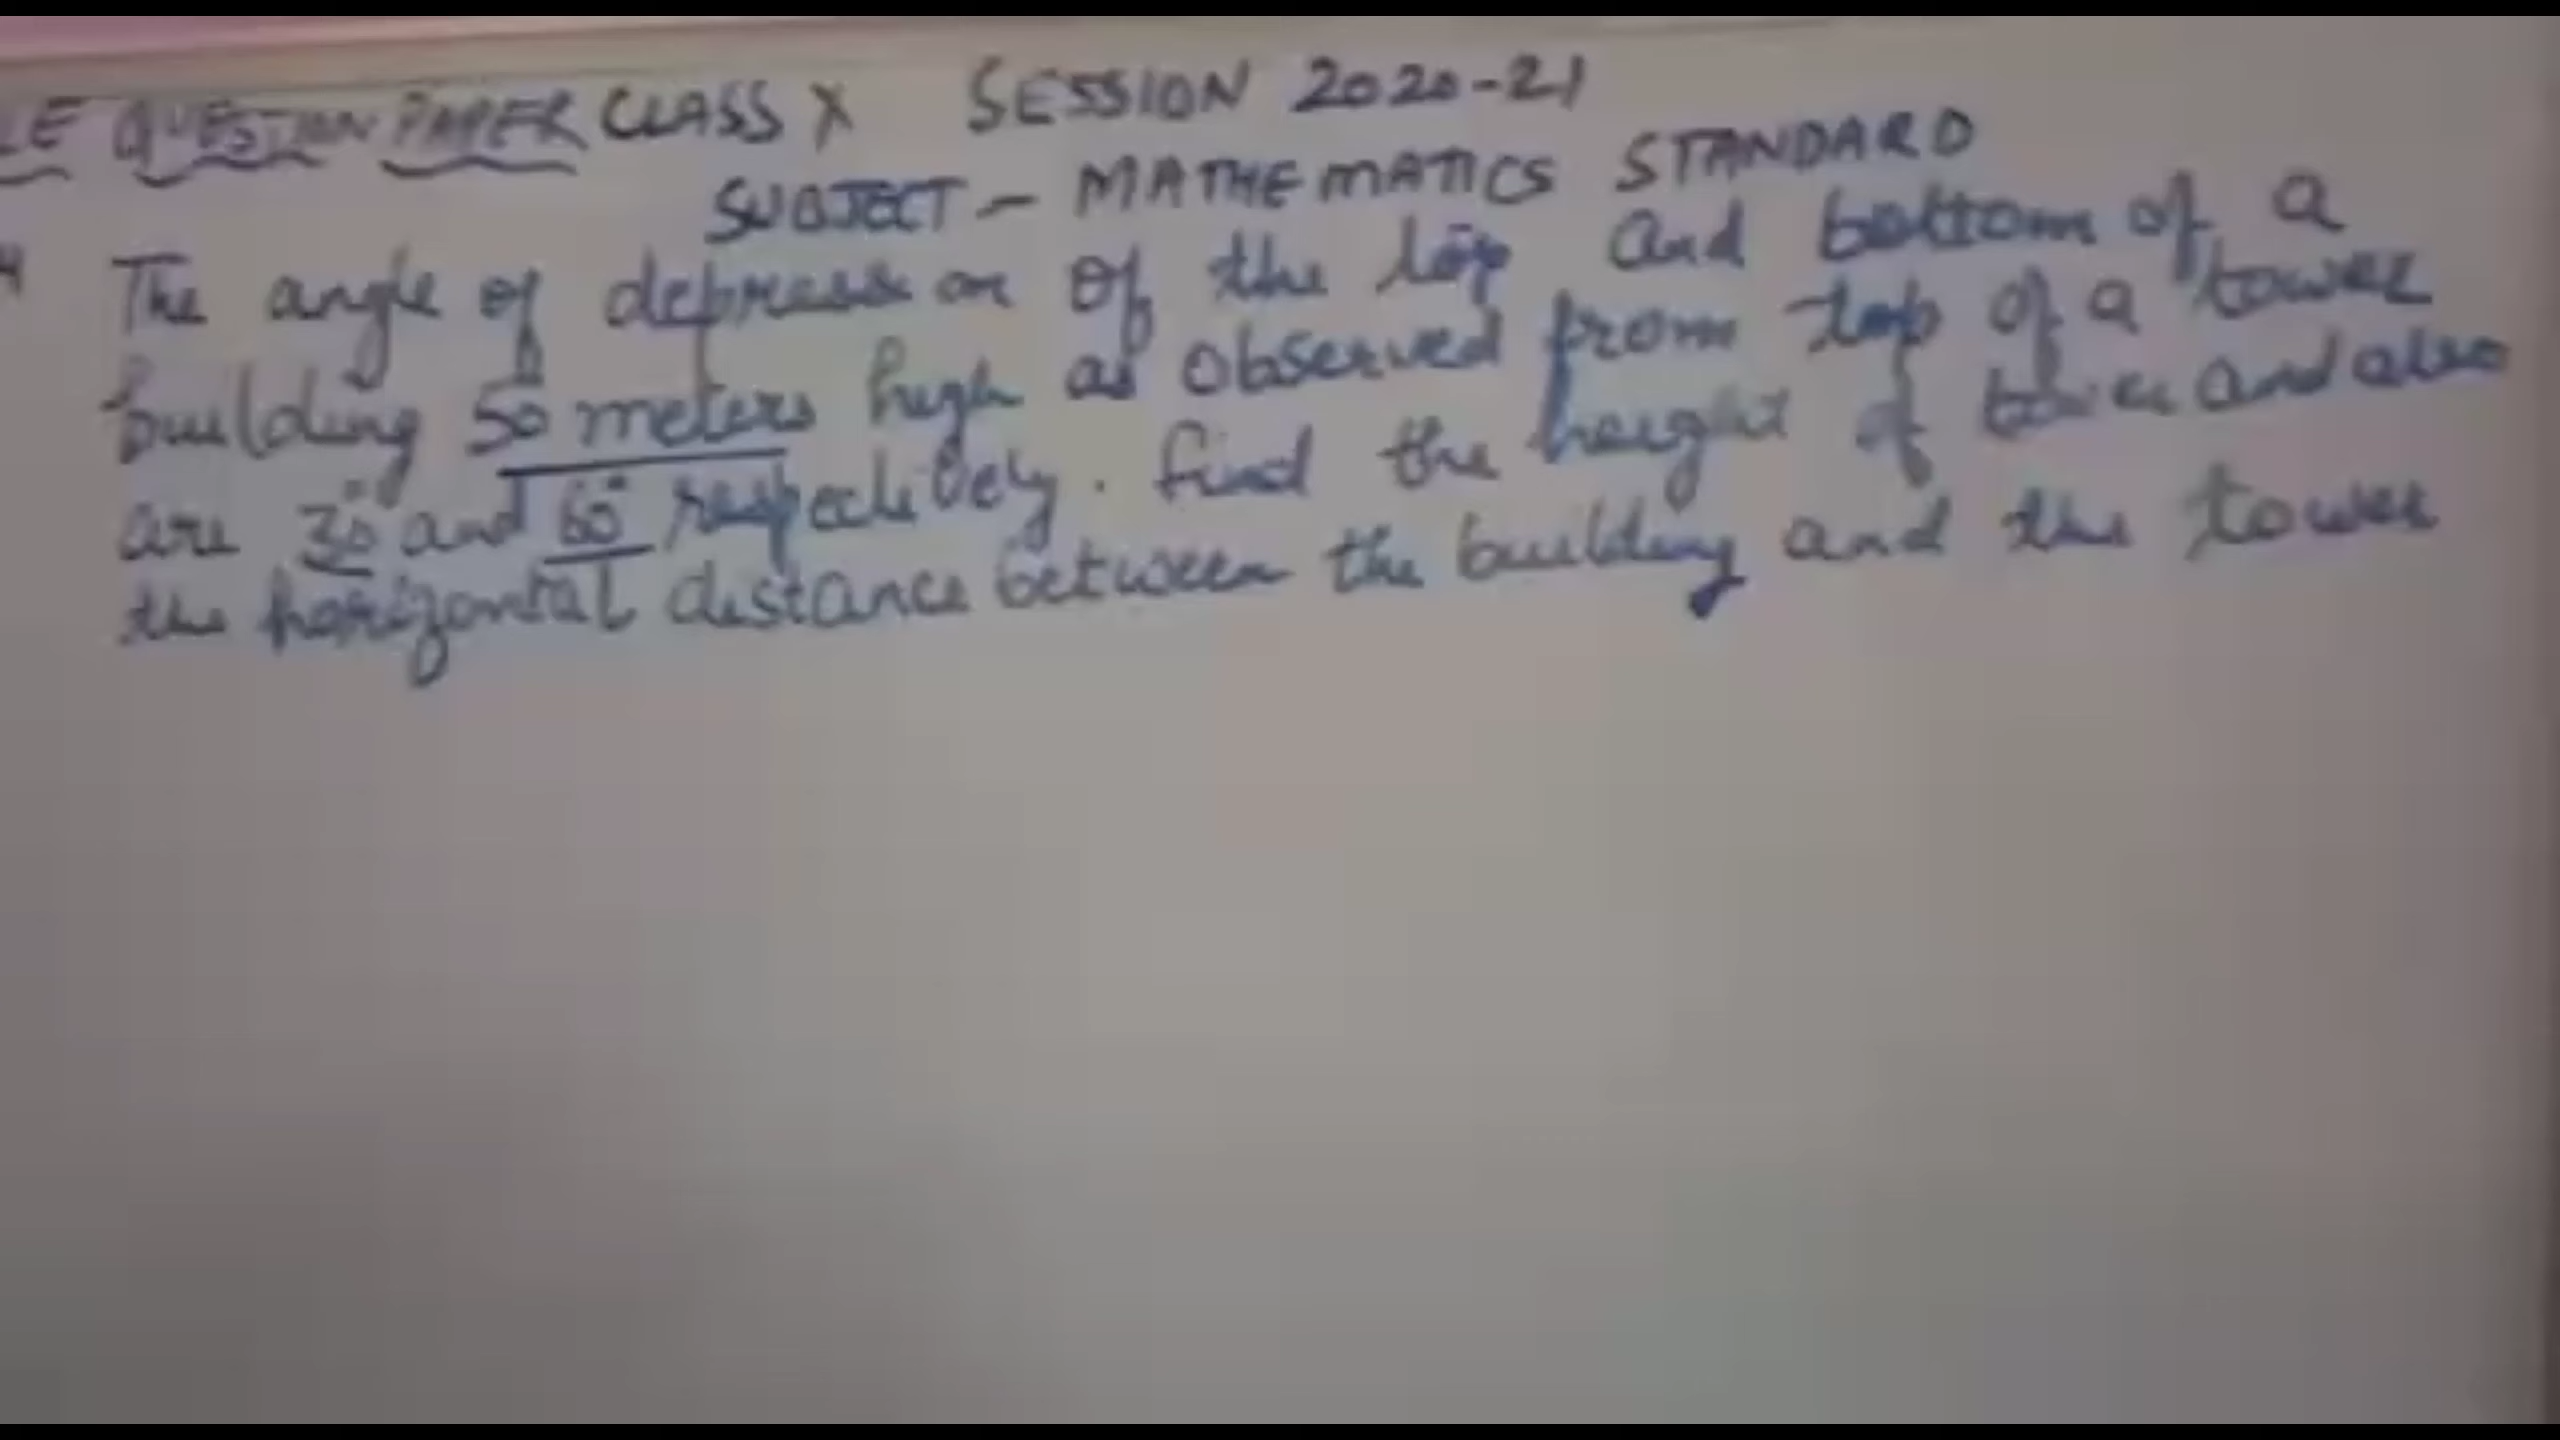 LE QUESTION PAPER CLASS X SESSION 2020-21
SUBJECT - MATHEMATICS STANDARD
4 The angle of depression of the top and bottom of a
building 50 meters high as observed from top of a tower
are 30° and 60° respectively. find the height of tower and also
the horizontal distance between the building and the tower